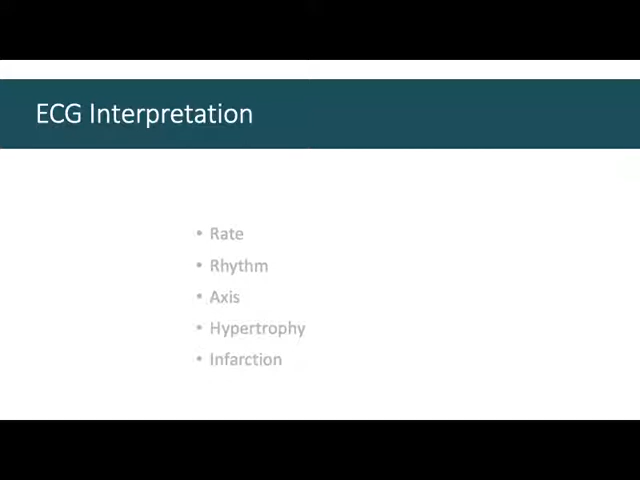 ECG Interpretation
• Rate
• Rhythm
• Axis
• Hypertrophy
• Infarction